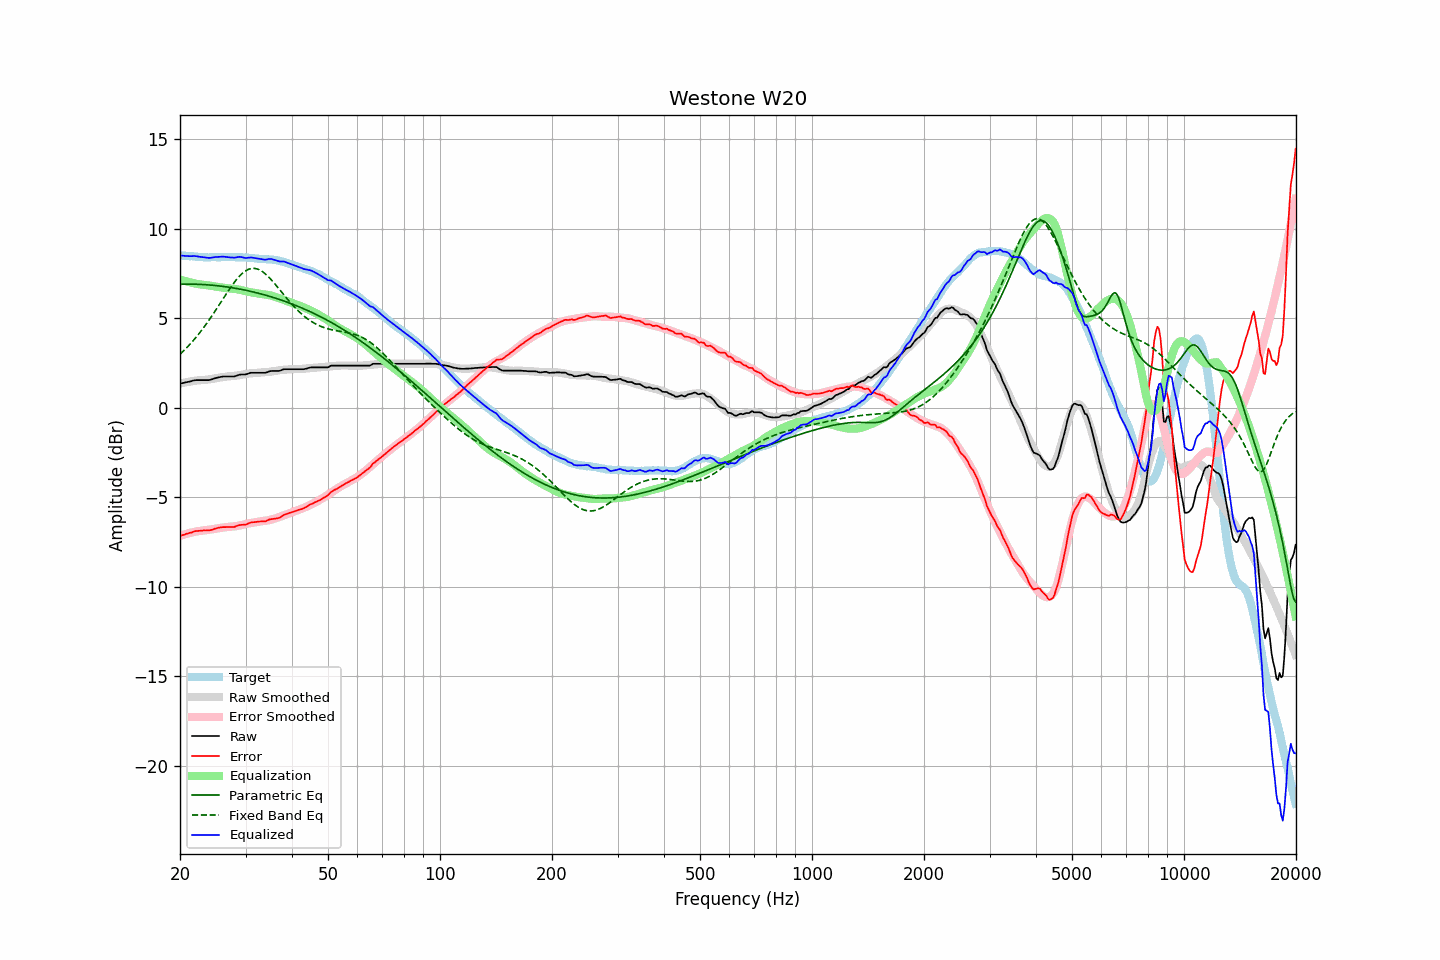 Westone W20
15
10
5
0
−5
−10
−15
−20
Amplitude (dBr)
Target
Raw Smoothed
Error Smoothed
Raw
Error
Equalization
Parametric Eq
Fixed Band Eq
Equalized
20 50 100 200 500 1000 2000 5000 10000 20000
Frequency (Hz)